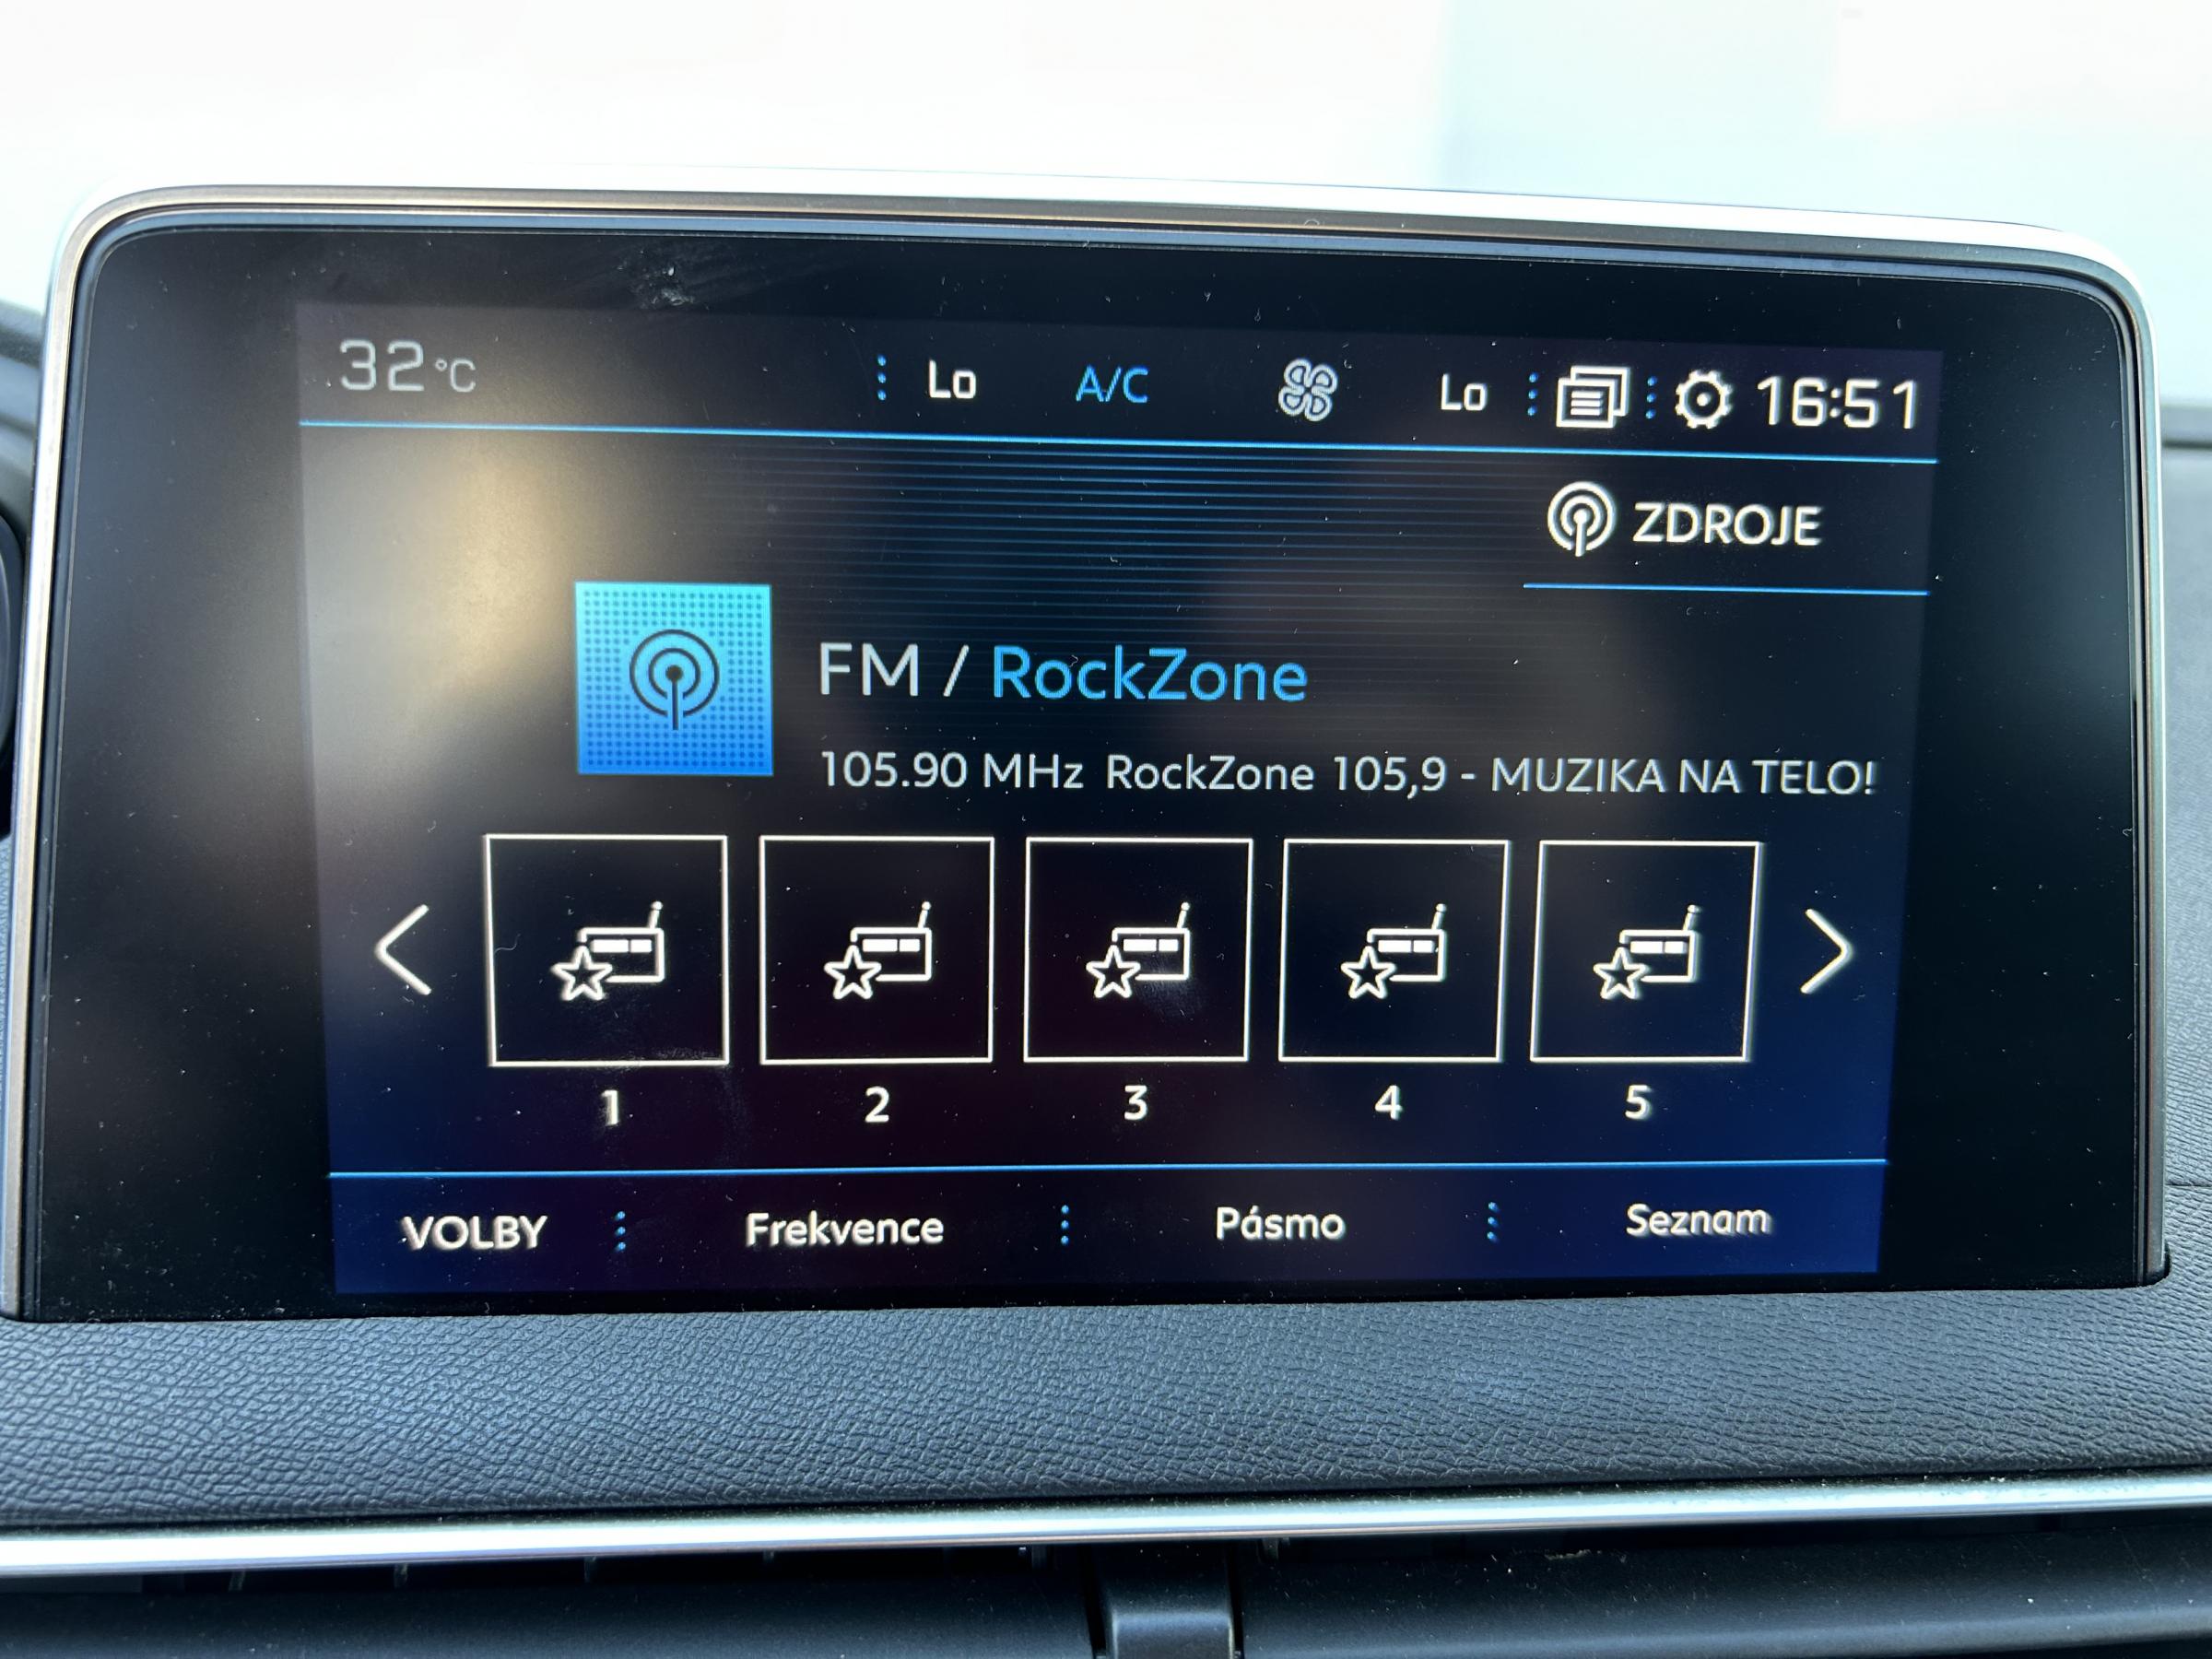 32 °C Lo A/C Lo 16:51
ZDROJE
FM / RockZone
105.90 MHz RockZone 105,9 - MUZIKA NA TELO!
1 2 3 4 5
VOLBY Frekvence Pásmo Seznam